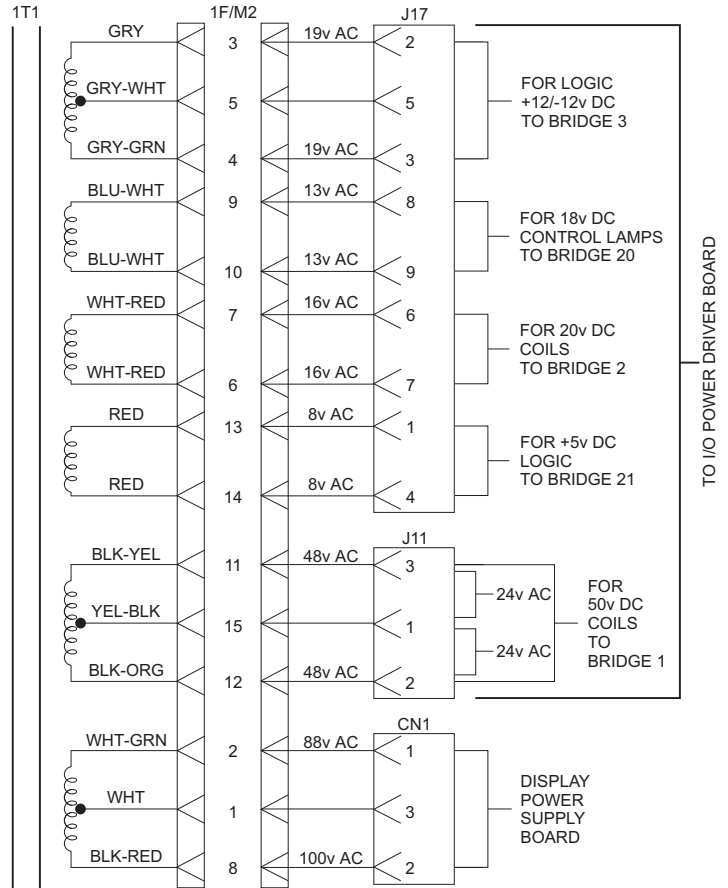 1T1 1F/M2 J17
GRY 3 19v AC 2
GRY-WHT 5 5
GRY-GRN 4 19v AC 3
FOR LOGIC
+12/-12v DC
TO BRIDGE 3
BLU-WHT 9 13v AC 8
BLU-WHT 10 13v AC 9
FOR 18v DC
CONTROL LAMPS
TO BRIDGE 20
WHT-RED 7 16v AC 6
WHT-RED 6 16v AC 7
FOR 20v DC
COILS
TO BRIDGE 2
RED 13 8v AC 1
RED 14 8v AC 4
FOR +5v DC
LOGIC
TO BRIDGE 21
J11
BLK-YEL 11 48v AC 3
24v AC
YEL-BLK 15 1
24v AC
BLK-ORG 12 48v AC 2
FOR
50v DC
COILS
TO
BRIDGE 1
TO I/O POWER DRIVER BOARD
CN1
WHT-GRN 2 88v AC 1
WHT 1 3
BLK-RED 8 100v AC 2
DISPLAY
POWER
SUPPLY
BOARD